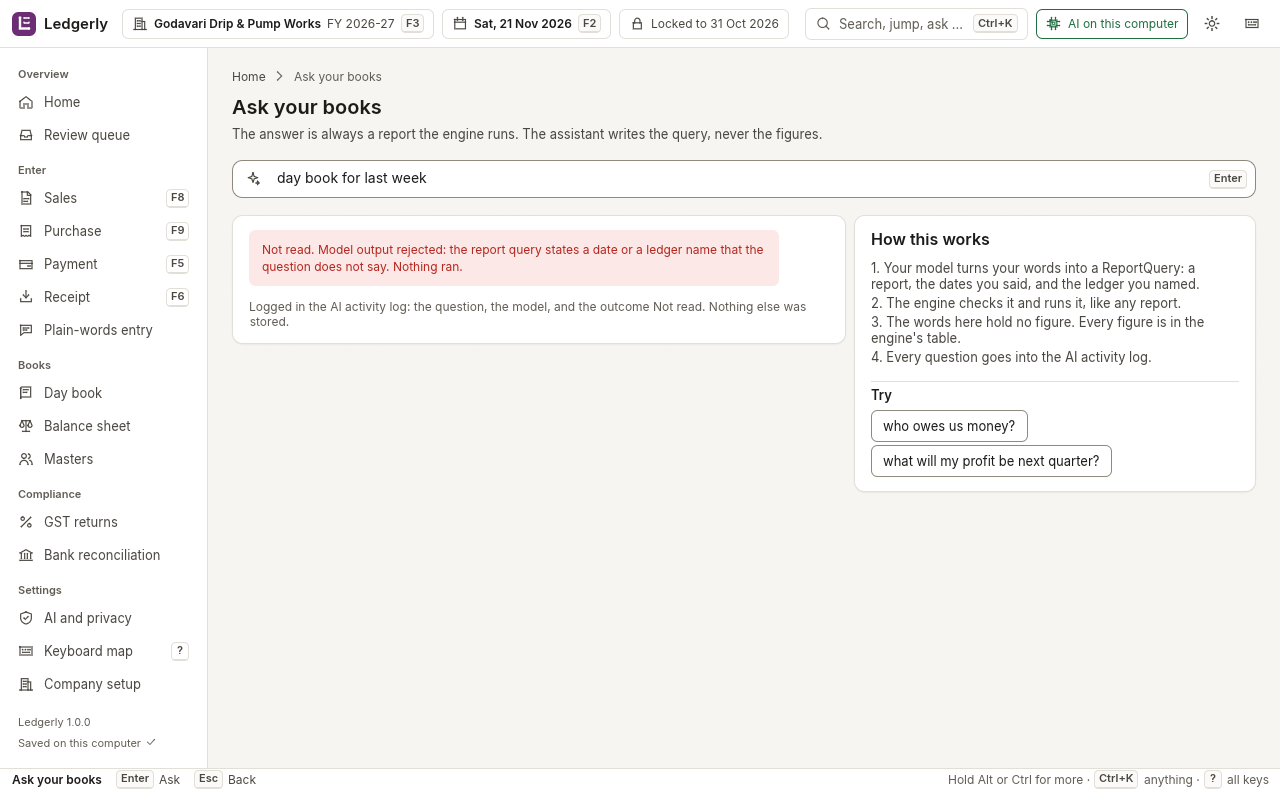 Ledgerly
Godavari Drip & Pump Works FY 2026-27 F3
Sat, 21 Nov 2026 F2
Locked to 31 Oct 2026
Search, jump, ask ... Ctrl+K
AI on this computer
Overview
Home
Review queue
Enter
Sales F8
Purchase F9
Payment F5
Receipt F6
Plain-words entry
Books
Day book
Balance sheet
Masters
Compliance
GST returns
Bank reconciliation
Settings
AI and privacy
Keyboard map ?
Company setup
Ledgerly 1.0.0
Saved on this computer
Home Ask your books
Ask your books
The answer is always a report the engine runs. The assistant writes the query, never the figures.
day book for last week Enter
Not read. Model output rejected: the report query states a date or a ledger name that the
question does not say. Nothing ran.
Logged in the AI activity log: the question, the model, and the outcome Not read. Nothing else was
stored.
How this works
1. Your model turns your words into a ReportQuery: a
report, the dates you said, and the ledger you named.
2. The engine checks it and runs it, like any report.
3. The words here hold no figure. Every figure is in the
engine's table.
4. Every question goes into the AI activity log.
Try
who owes us money?
what will my profit be next quarter?
Ask your books Enter Ask Esc Back
Hold Alt or Ctrl for more · Ctrl+K anything · ? all keys